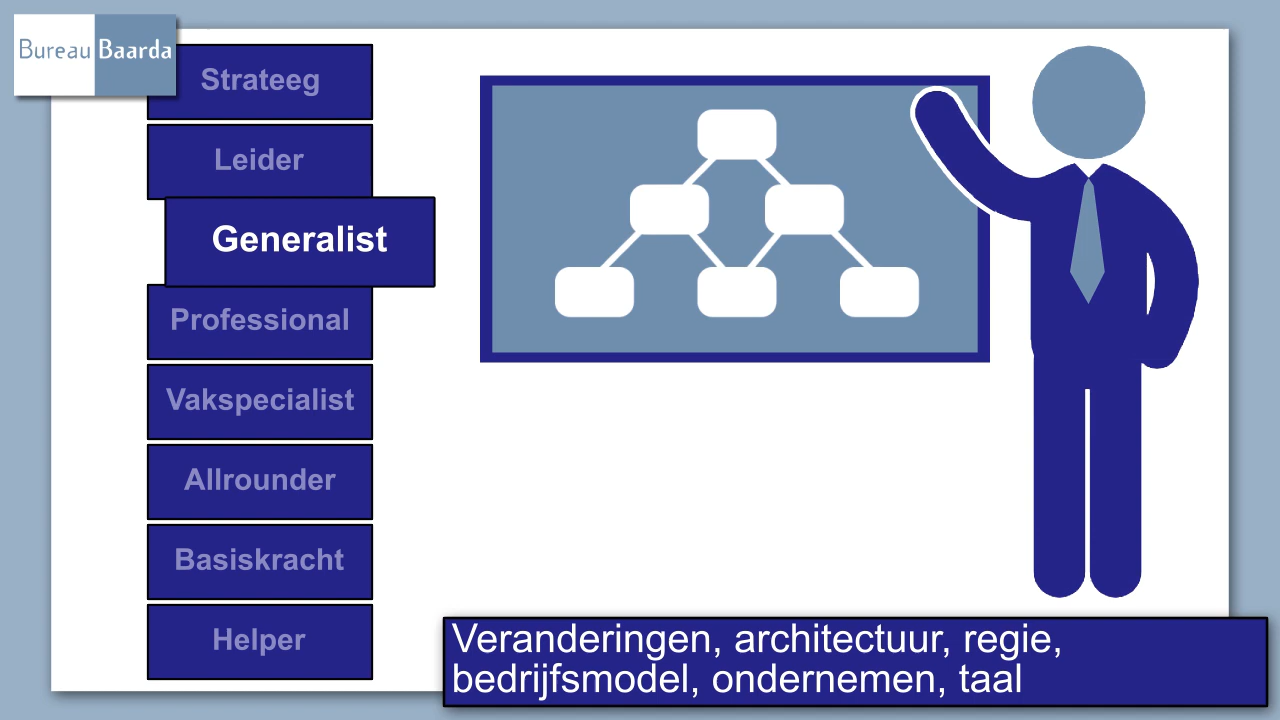 Bureau Baarda
Strateeg
Leider
Generalist
Professional
Vakspecialist
Allrounder
Basiskracht
Helper
Veranderingen, architectuur, regie,
bedrijfsmodel, ondernemen, taal